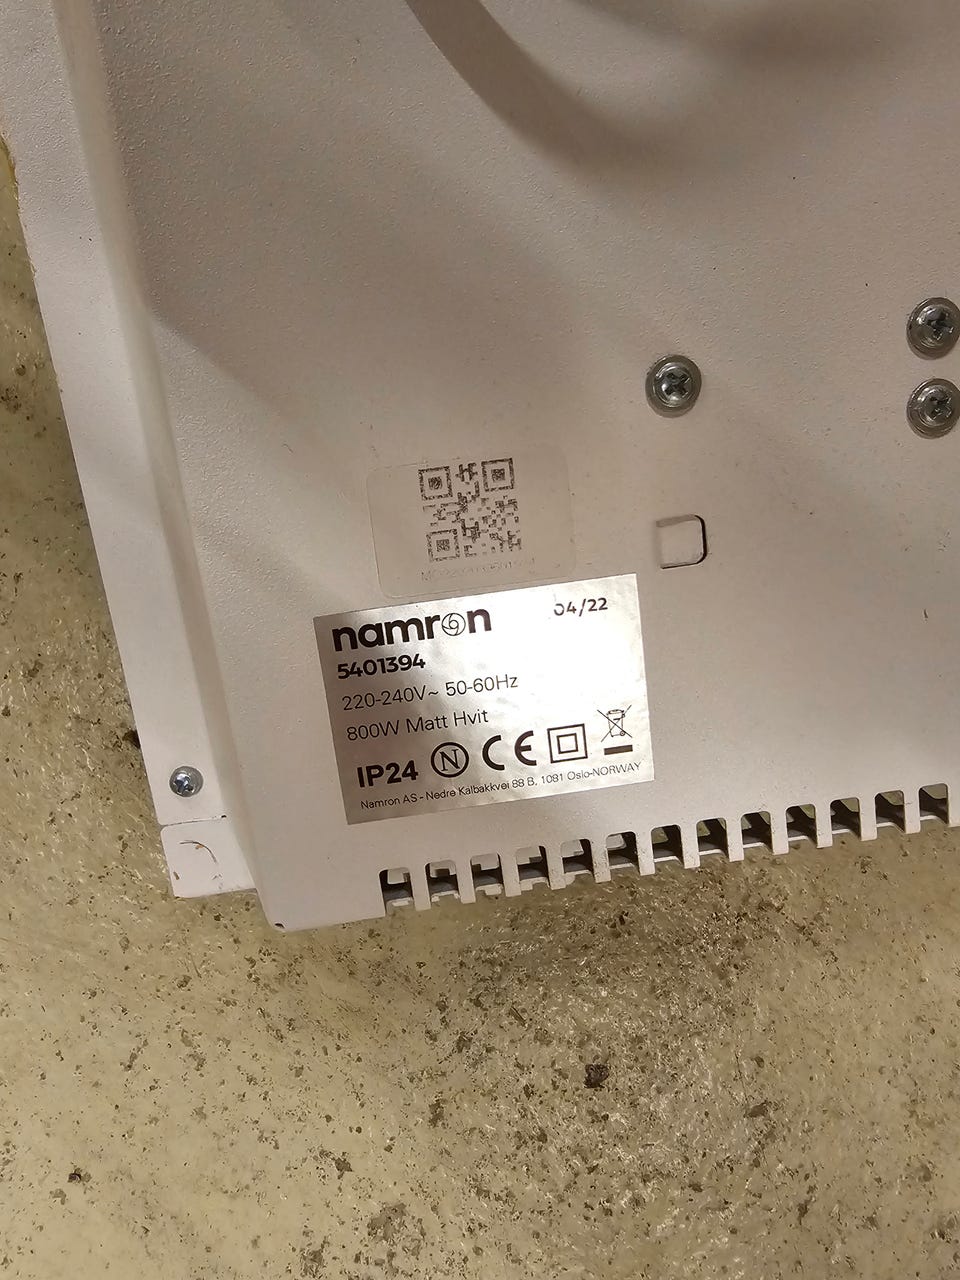 namron 04/22
5401394
220-240V~ 50-60Hz
800W Matt Hvit
IP24 N CE
Namron AS - Nedre Kalbakkvei 88 B, 1081 Oslo-NORWAY